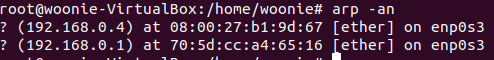 root@woonie-VirtualBox:/home/woonie# arp -an
? (192.168.0.4) at 08:00:27:b1:9d:67 [ether] on enp0s3
? (192.168.0.1) at 70:5d:cc:a4:65:16 [ether] on enp0s3